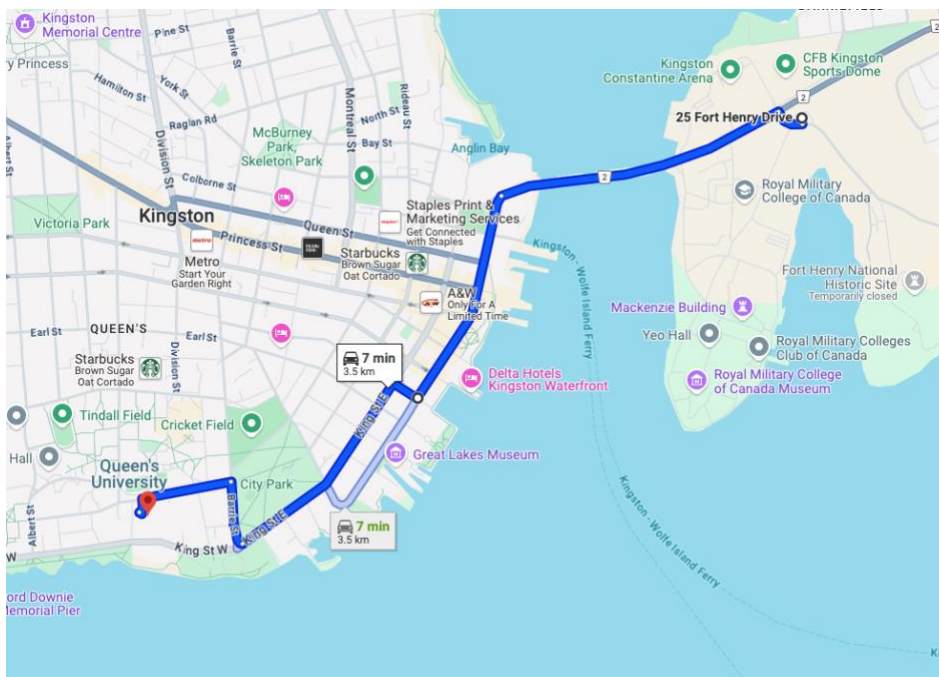 Kingston
Memorial Centre
Pine St
Barrie St
ry Princess
Hamilton St
York St
Raglan Rd
Division St
Montreal St
Rideau St
North St
Bay St
McBurney
Park,
Skeleton Park
Albert St
Colborne St
Anglin Bay
Victoria Park
Kingston
Queen St
Princess St
Staples Print &
Marketing Services
Get Connected
with Staples
Metro
Start Your
Garden Right
Starbucks
Brown Sugar
Oat Cortado
A&W
Only For A
Limited Time
Earl St
QUEEN'S
Earl St
Starbucks
Brown Sugar
Oat Cortado
Division St
7 min
3.5 km
Delta Hotels
Kingston Waterfront
Tindall Field
Cricket Field
King St E
Hall
Great Lakes Museum
Queen's
University
City Park
Albert St
Barrie St
King St E
7 min
3.5 km
King St W
W
ord Downie
Memorial Pier
Kingston
Constantine Arena
CFB Kingston
Sports Dome
2
2
25 Fort Henry Drive
2
Royal Military
College of Canada
Kingston - Wolfe Island Ferry
Fort Henry National
Historic Site
Temporarily closed
Mackenzie Building
Yeo Hall
Royal Military Colleges
Club of Canada
Royal Military College
of Canada Museum
Kingston - Wolfe Island Ferry